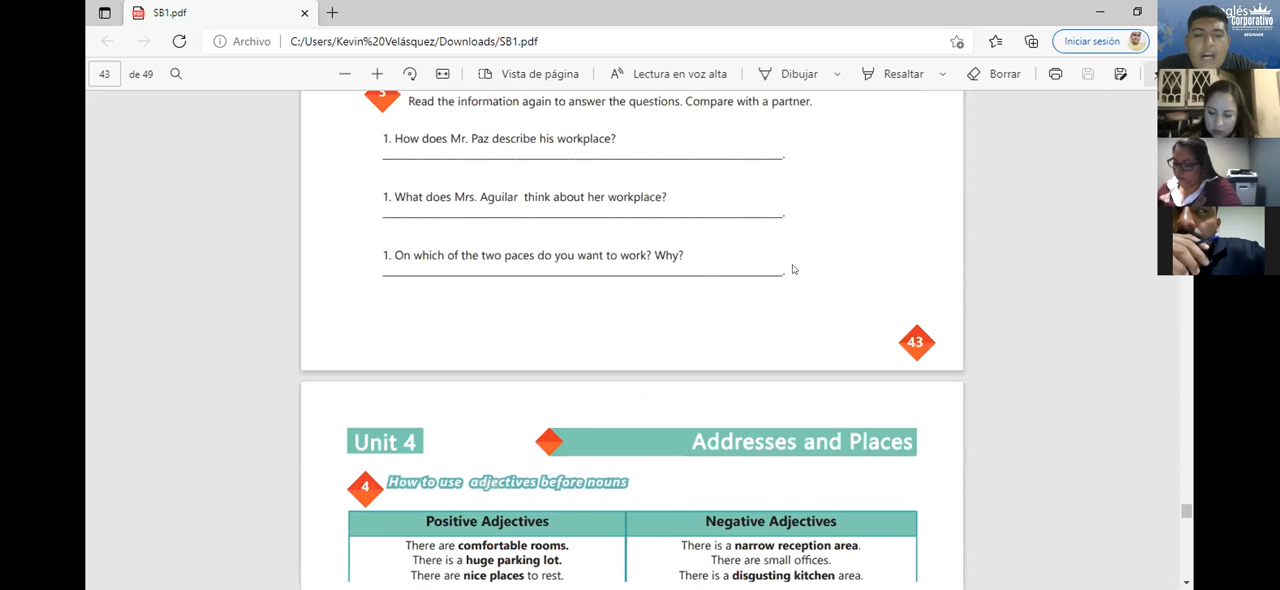 SB1.pdf
Archivo C:/Users/Kevin%20Velásquez/Downloads/SB1.pdf
Iniciar sesión
43 de 49
Vista de página
Lectura en voz alta
Dibujar
Resaltar
Borrar
nglés
Corporativo
BEGINNER
3 Read the information again to answer the questions. Compare with a partner.
1. How does Mr. Paz describe his workplace?
1. What does Mrs. Aguilar think about her workplace?
1. On which of the two paces do you want to work? Why?
43
Unit 4
Addresses and Places
4 How to use adjectives before nouns
Positive Adjectives
Negative Adjectives
There are comfortable rooms.
There is a narrow reception area.
There is a huge parking lot.
There are small offices.
There are nice places to rest.
There is a disgusting kitchen area.